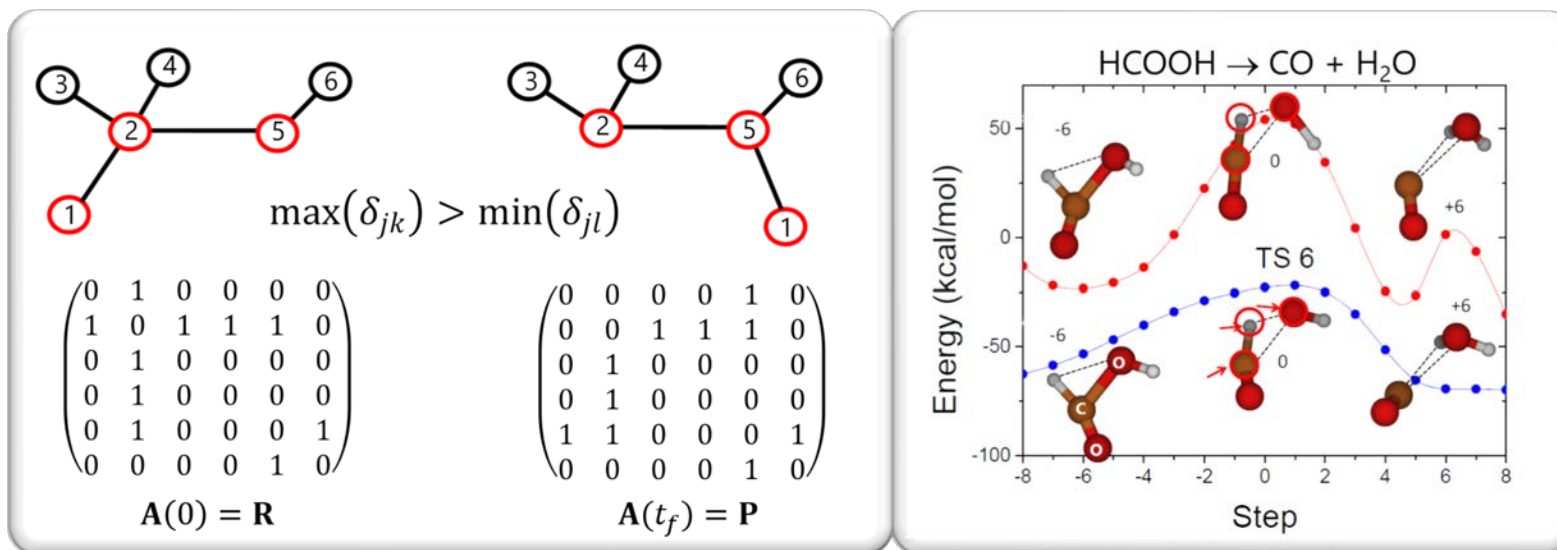 3
4
6
2
5
1
3
4
6
2
5
1
max(δ_jk) > min(δ_jl)
0 1 0 0 0 0
1 0 1 1 1 0
0 1 0 0 0 0
0 1 0 0 0 0
0 1 0 0 0 1
0 0 0 0 1 0
A(0) = R
0 0 0 0 1 0
0 0 1 1 1 0
0 1 0 0 0 0
0 1 0 0 0 0
1 1 0 0 0 1
0 0 0 0 1 0
A(t_f) = P
HCOOH → CO + H₂O
Energy (kcal/mol)
50
0
-50
-100
-6
0
+6
TS 6
-6
0
+6
O
C
O
-8 -6 -4 -2 0 2 4 6 8
Step